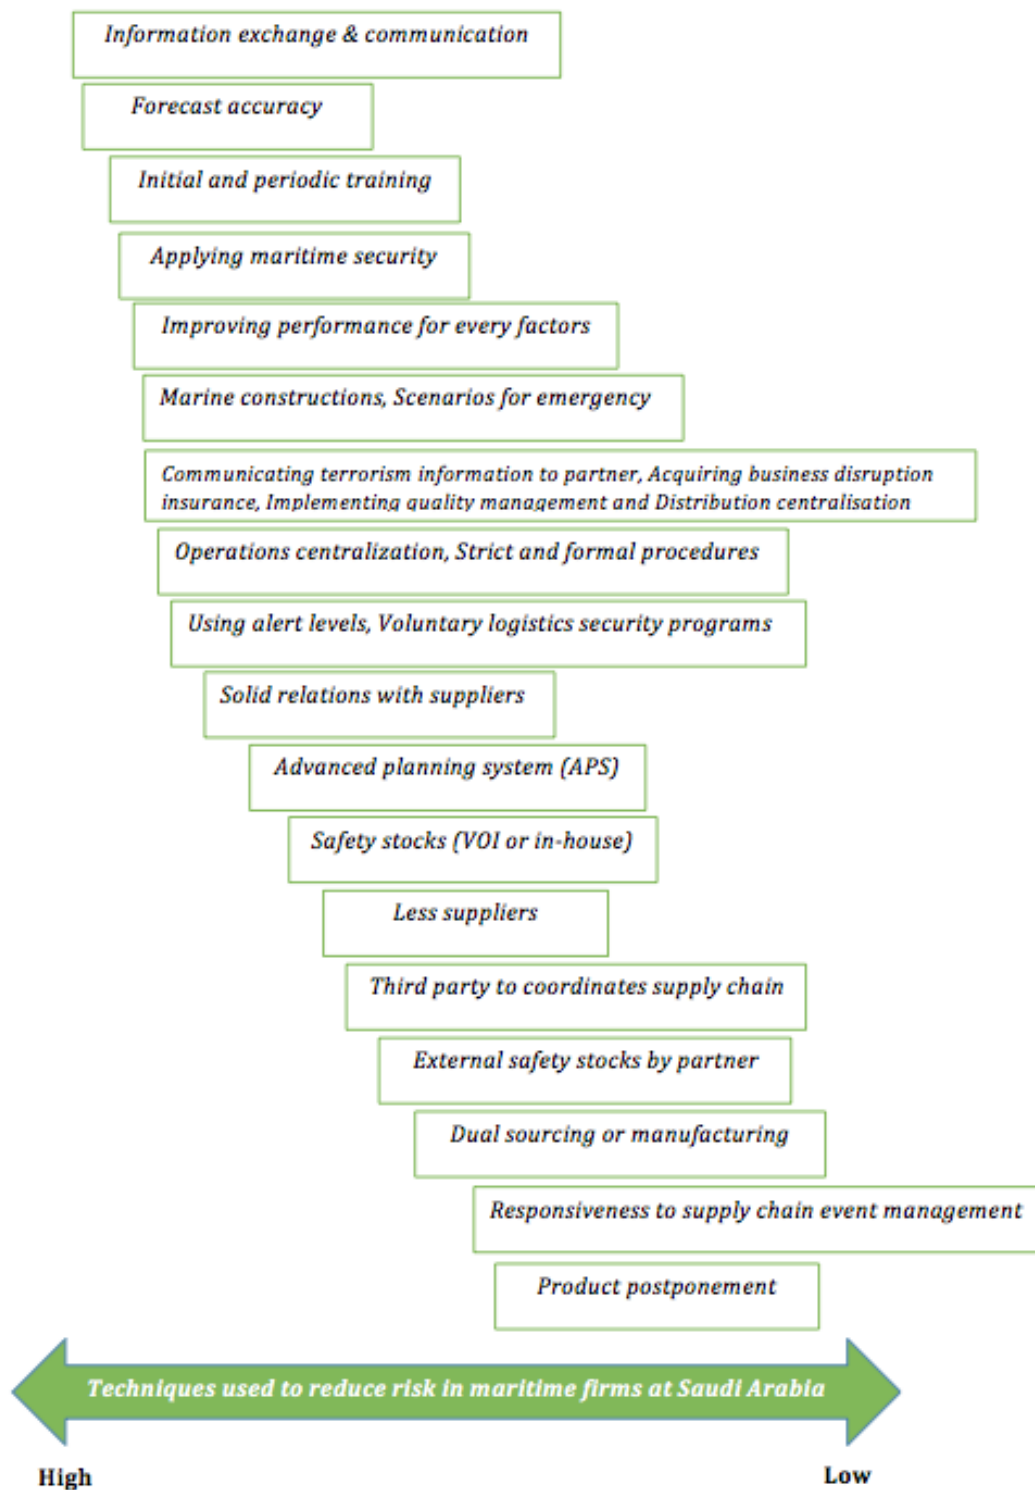 Information exchange & communication
Forecast accuracy
Initial and periodic training
Applying maritime security
Improving performance for every factors
Marine constructions, Scenarios for emergency
Communicating terrorism information to partner, Acquiring business disruption
insurance, Implementing quality management and Distribution centralisation
Operations centralization, Strict and formal procedures
Using alert levels, Voluntary logistics security programs
Solid relations with suppliers
Advanced planning system (APS)
Safety stocks (VOI or in-house)
Less suppliers
Third party to coordinates supply chain
External safety stocks by partner
Dual sourcing or manufacturing
Responsiveness to supply chain event management
Product postponement
Techniques used to reduce risk in maritime firms at Saudi Arabia
High Low